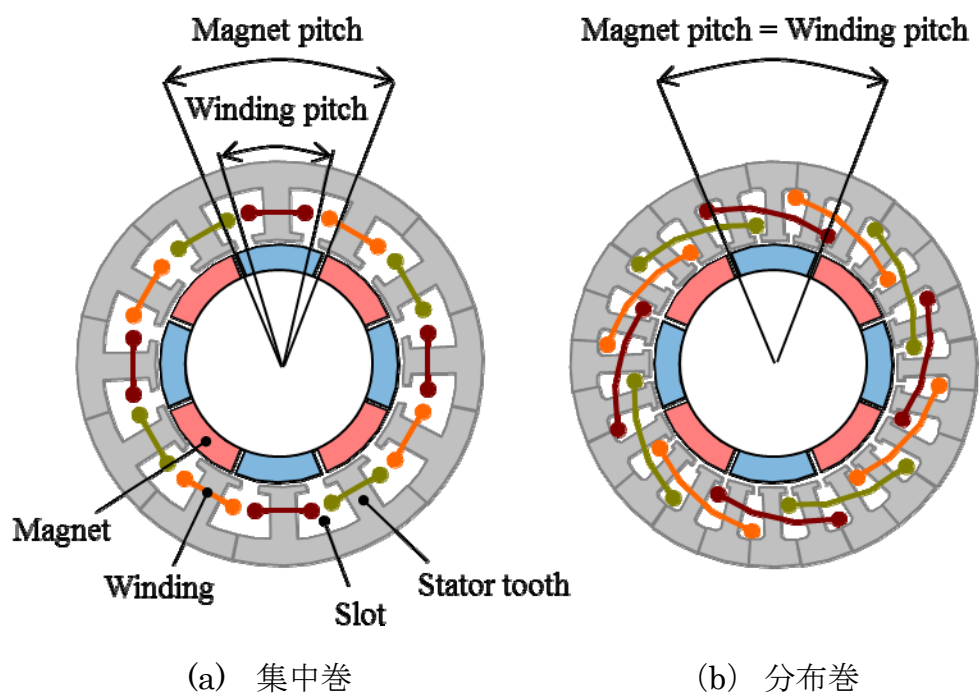 Magnet pitch
Winding pitch
Magnet
Winding
Slot
Stator tooth
(a) 集中巻
Magnet pitch = Winding pitch
(b) 分布巻